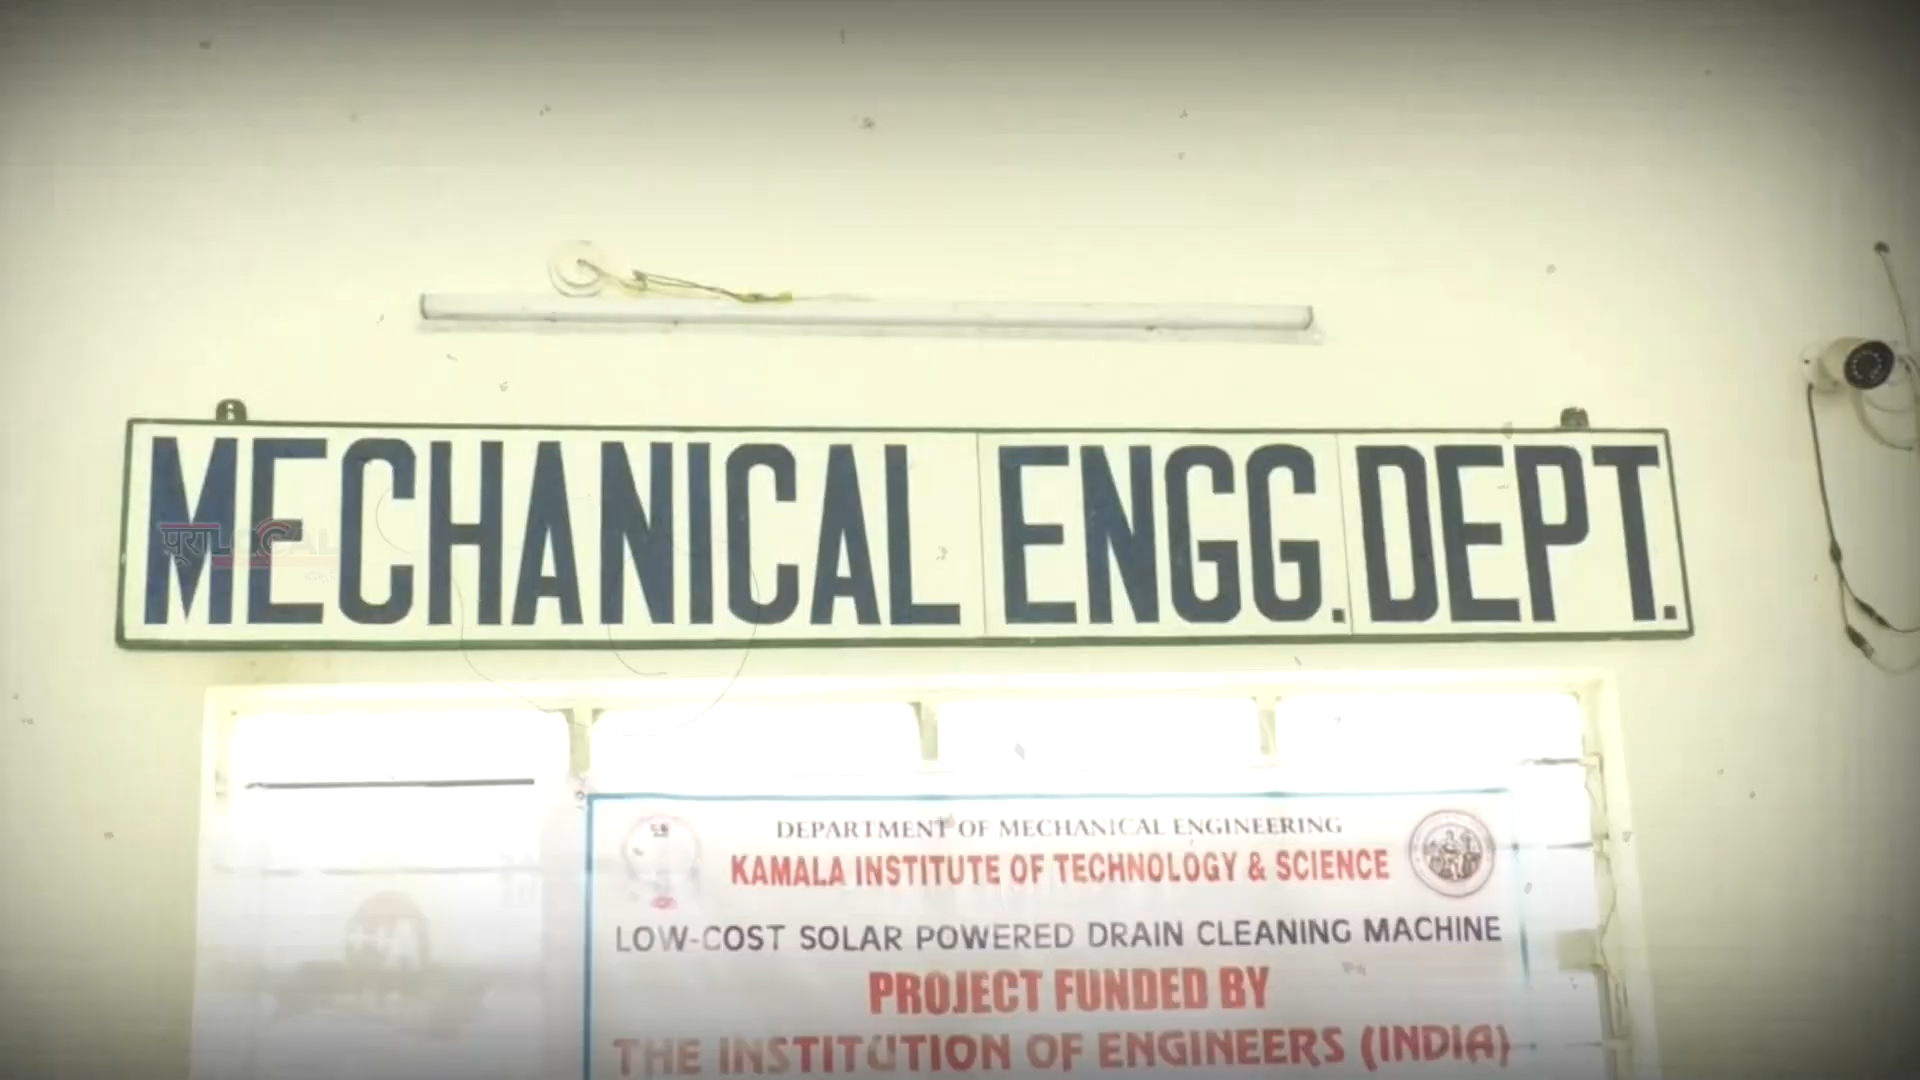 MECHANICAL ENGG. DEPT.
पूरा LOCAL
DEPARTMENT OF MECHANICAL ENGINEERING
KAMALA INSTITUTE OF TECHNOLOGY & SCIENCE
LOW-COST SOLAR POWERED DRAIN CLEANING MACHINE
PROJECT FUNDED BY
THE INSTITUTION OF ENGINEERS (INDIA)